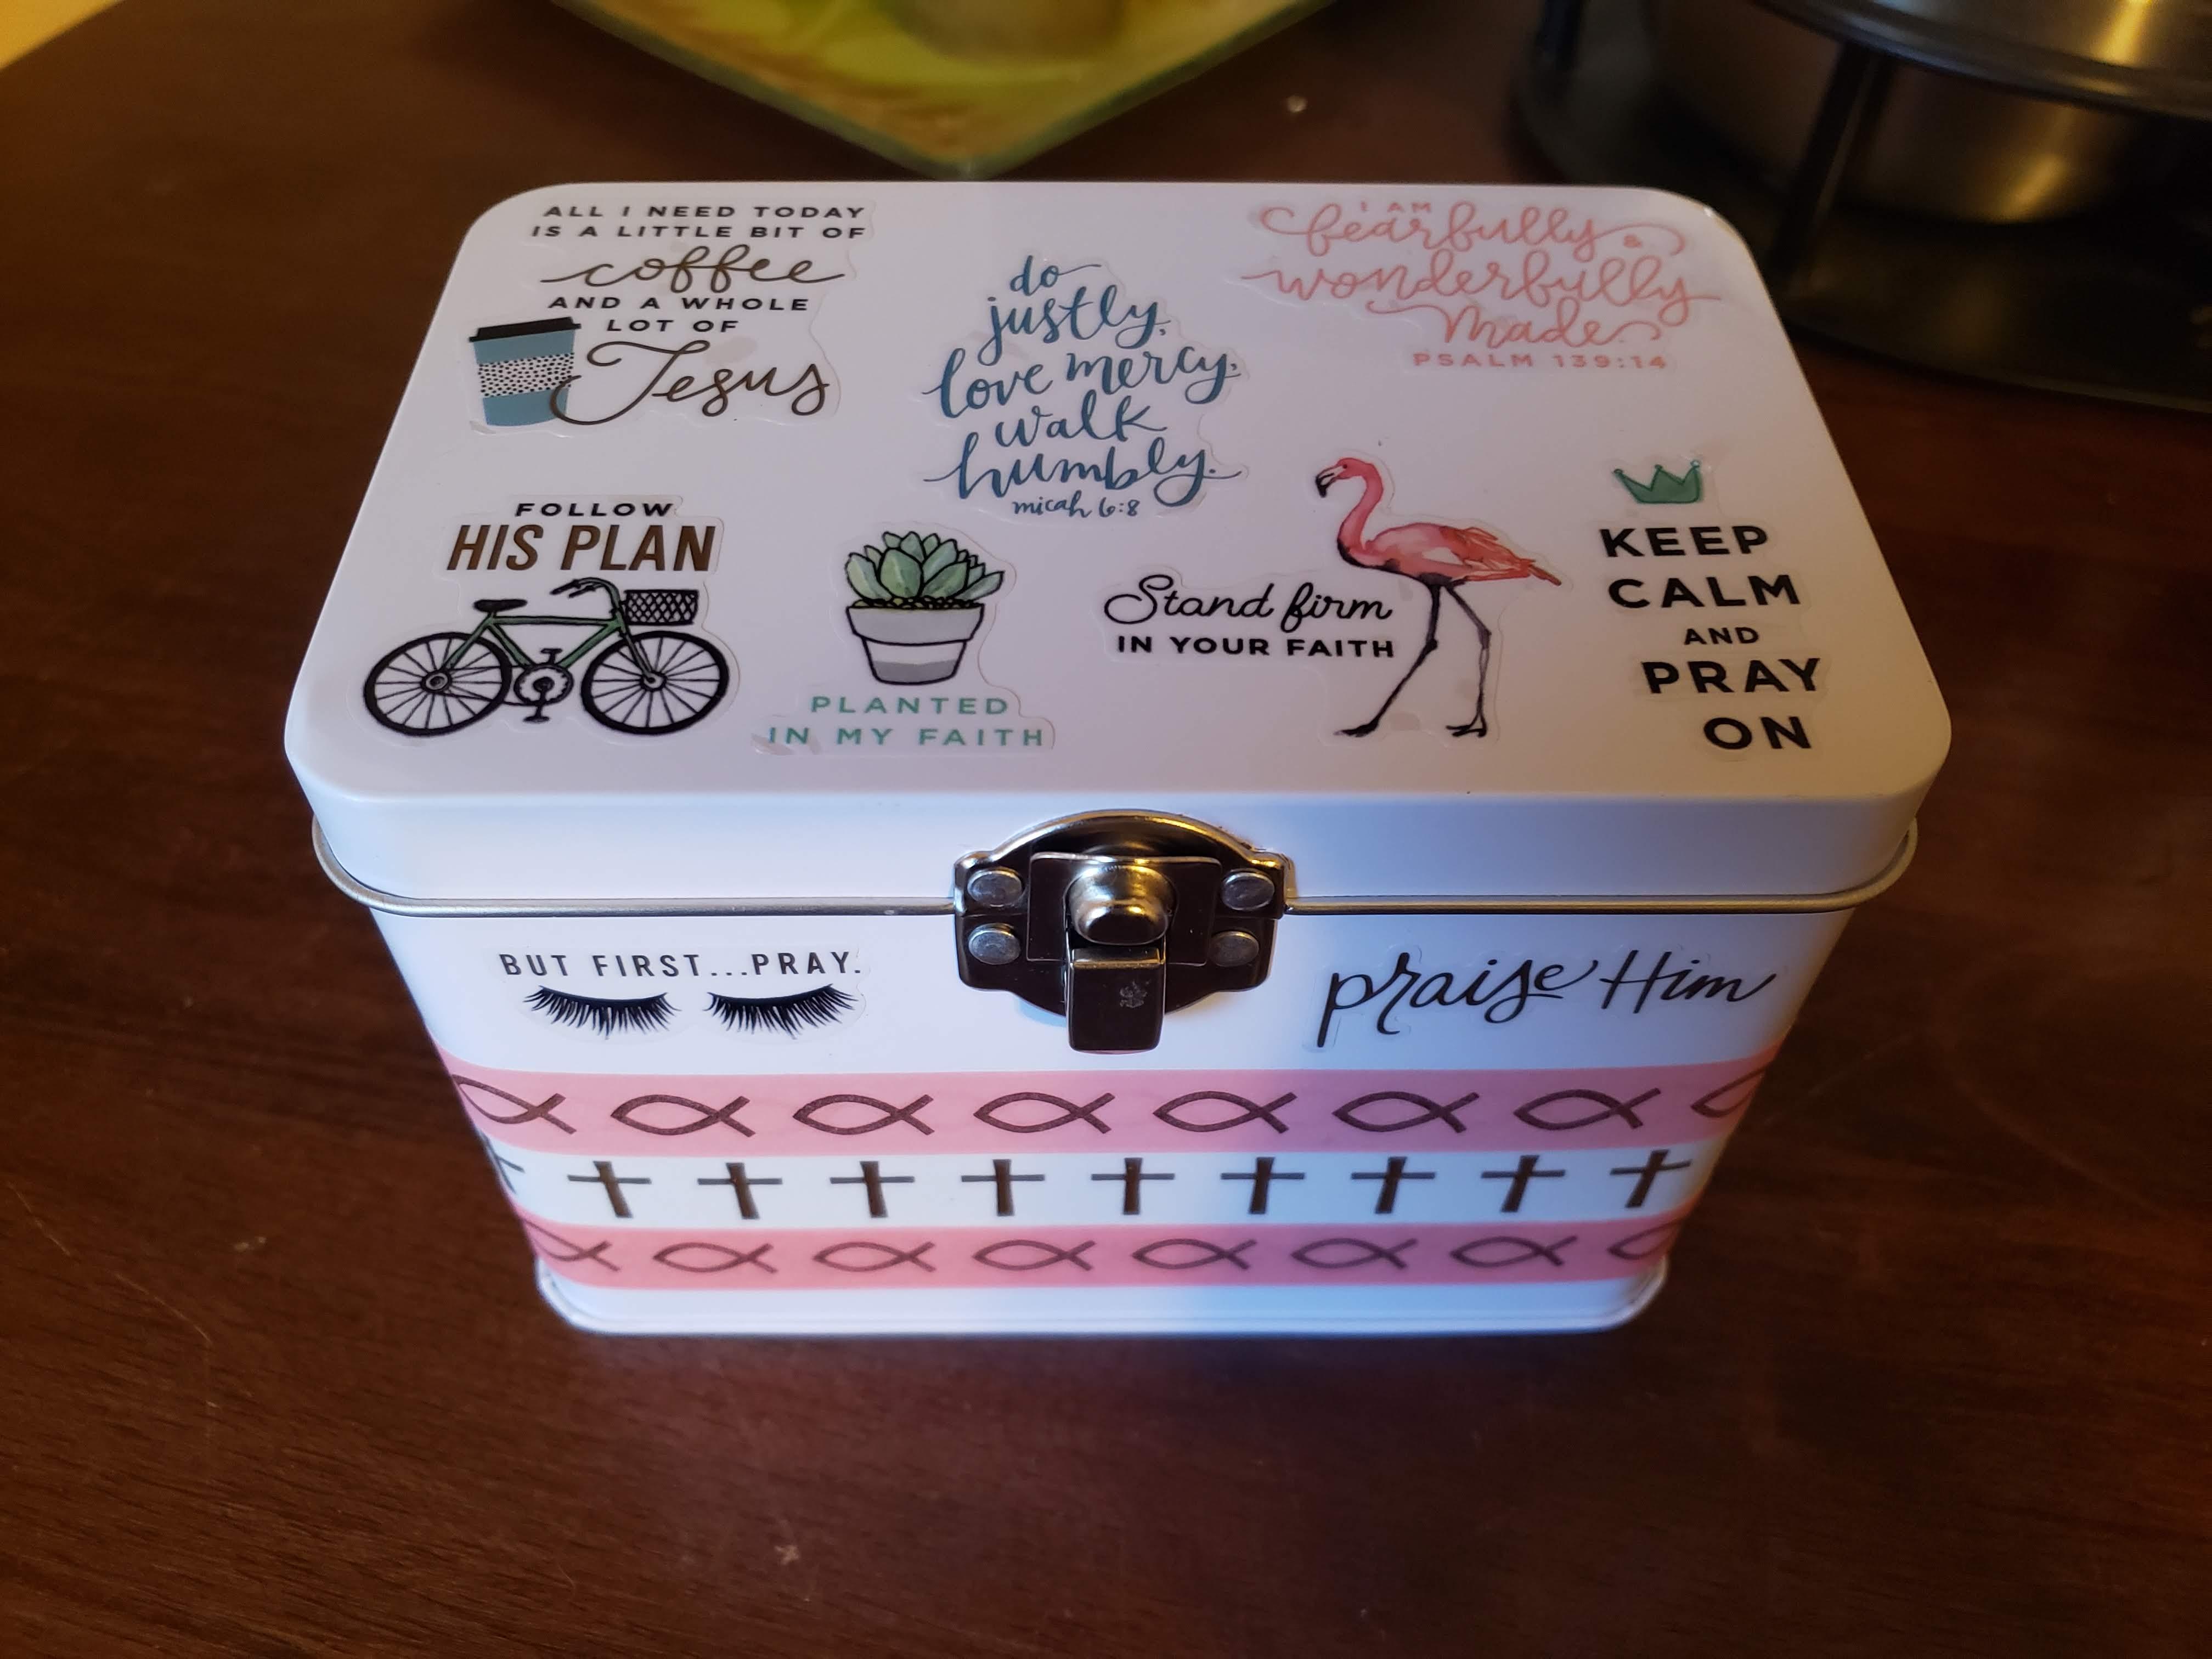 ALL I NEED TODAY
IS A LITTLE BIT OF
coffee
AND A WHOLE
LOT OF
Jesus
do
justly,
love mercy,
walk
humbly.
micah 6:8
I AM
fearfully &
wonderfully
made
PSALM 139:14
FOLLOW
HIS PLAN
PLANTED
IN MY FAITH
Stand firm
IN YOUR FAITH
KEEP
CALM
AND
PRAY
ON
BUT FIRST...PRAY.
praise Him